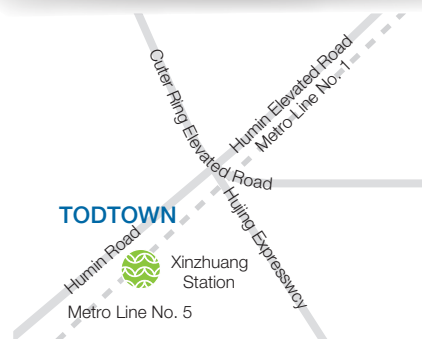 Cuter Ring Elevated Road
Humin Elevated Road
Metro Line No. 1
Hujing Expresswcy
TODTOWN
Humin Road
Xinzhuang
Station
Metro Line No. 5